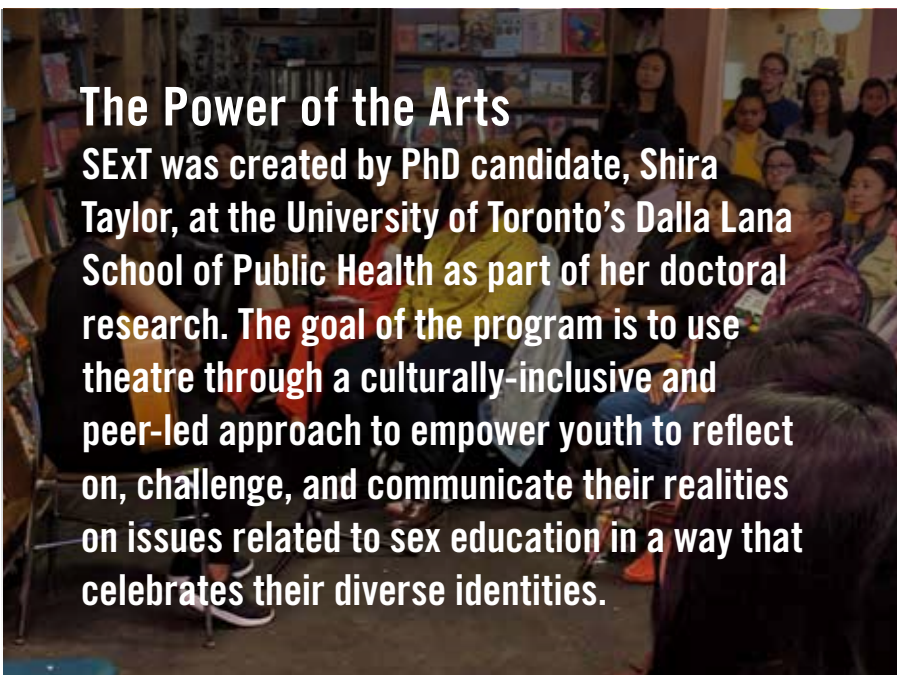 The Power of the Arts
SExT was created by PhD candidate, Shira
Taylor, at the University of Toronto’s Dalla Lana
School of Public Health as part of her doctoral
research. The goal of the program is to use
theatre through a culturally-inclusive and
peer-led approach to empower youth to reflect
on, challenge, and communicate their realities
on issues related to sex education in a way that
celebrates their diverse identities.